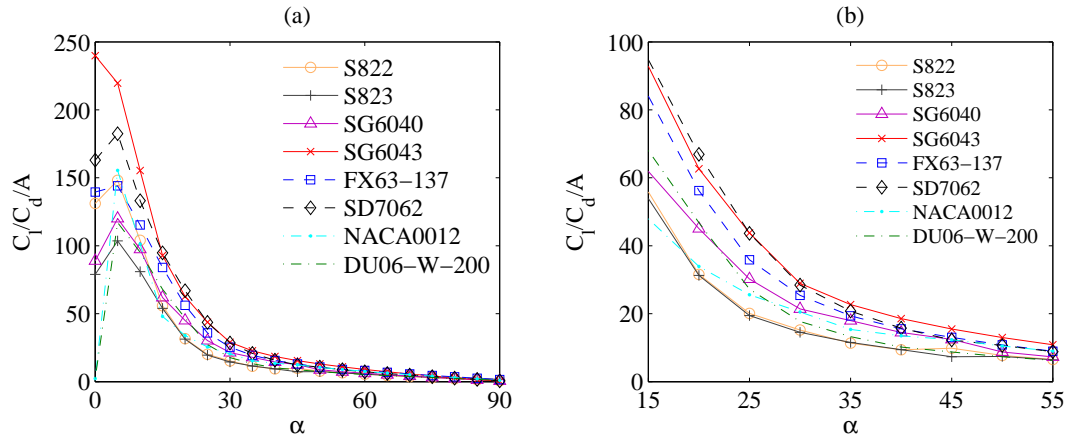 (a)
250
200
150
100
50
0
C_l/C_d/A
0
30
60
90
α
S822
S823
SG6040
SG6043
FX63−137
SD7062
NACA0012
DU06−W−200
(b)
100
80
60
40
20
0
C_l/C_d/A
15
25
35
45
55
α
S822
S823
SG6040
SG6043
FX63−137
SD7062
NACA0012
DU06−W−200